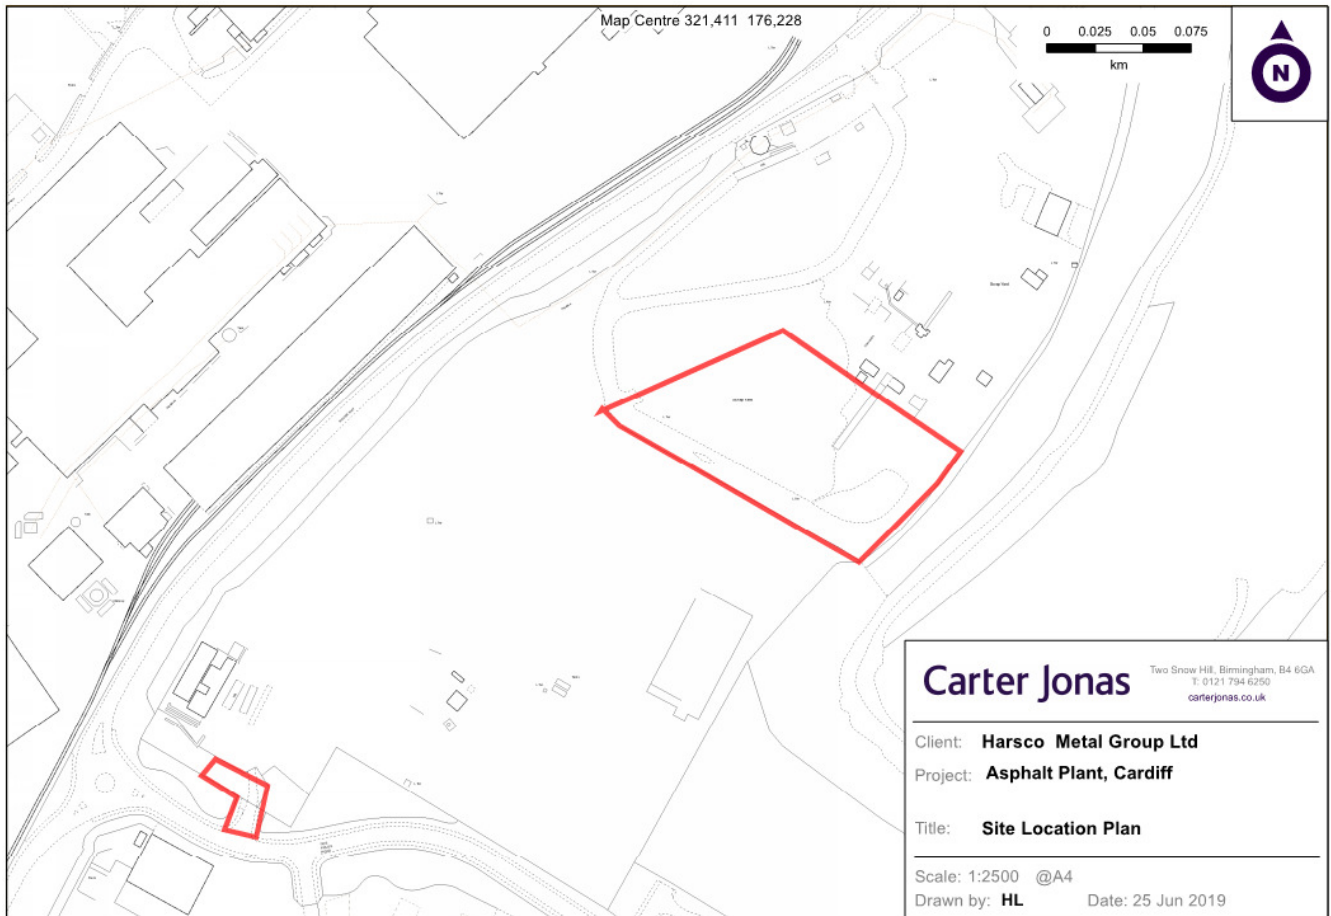 Map Centre 321,411 176,228
0 0.025 0.05 0.075
km
N
Carter Jonas
Two Snow Hill, Birmingham, B4 6GA
T: 0121 794 6250
carterjonas.co.uk
Client: Harsco Metal Group Ltd
Project: Asphalt Plant, Cardiff
Title: Site Location Plan
Scale: 1:2500 @A4
Drawn by: HL Date: 25 Jun 2019